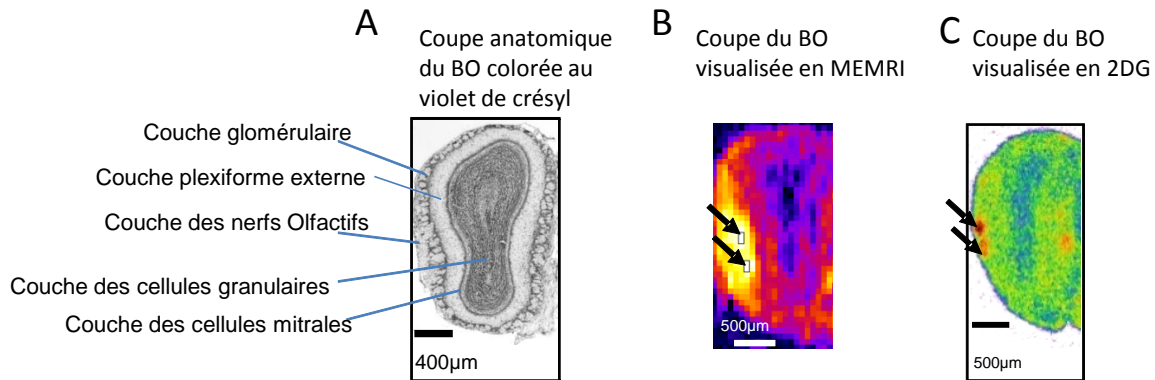 A
Coupe anatomique
du BO colorée au
violet de crésyl
Couche glomérulaire
Couche plexiforme externe
Couche des nerfs Olfactifs
Couche des cellules granulaires
Couche des cellules mitrales
400µm
B
Coupe du BO
visualisée en MEMRI
500µm
C
Coupe du BO
visualisée en 2DG
500µm